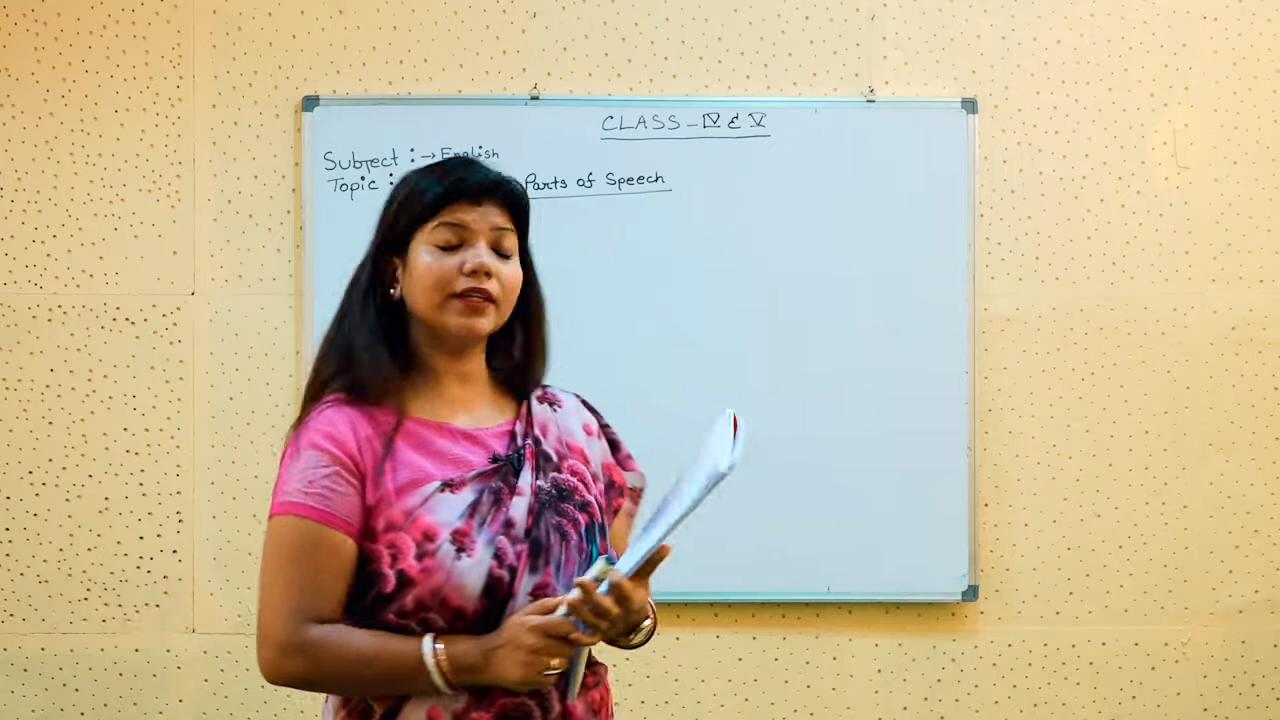 CLASS - IV & V
Subject :→ English
Topic : Parts of Speech